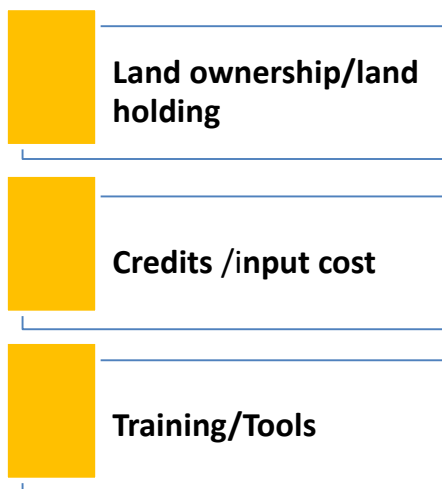 Land ownership/land
holding
Credits /input cost
Training/Tools